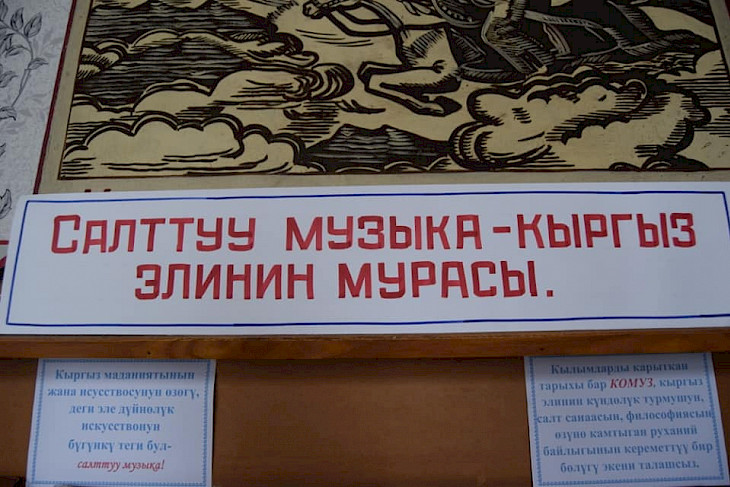 САЛТТУУ МУЗЫКА - КЫРГЫЗ
ЭЛИНИН МУРАСЫ.
Кыргыз маданиятынын
жана исусствосунун өзөгү,
деги эле дүйнөлүк
искусствонун
бүгүнкү теги бул-
салттуу музыка!
Кылымдарды карыткан
тарыхы бар КОМУЗ, кыргыз
элинин күндөлүк турмушун,
салт санаасын, философиясын
өзүнө камтыган руханий
байлыгынын кереметтүү бир
бөлүгү экени талашсыз.